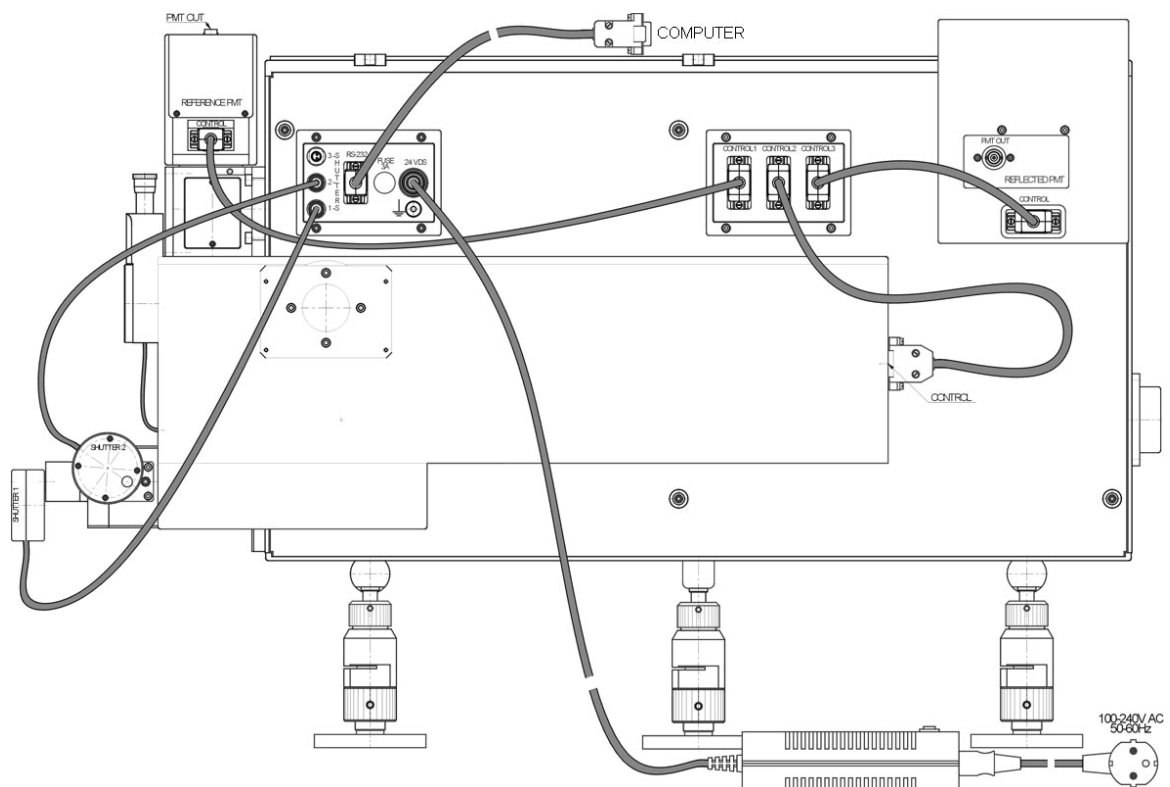 PMT OUT
COMPUTER
REFERENCE PMT
CONTROL
3-S
2-
1-S
SHUTTER
RS-232
FUSE
3A
24 VDS
CONTROL1
CONTROL2
CONTROL3
PMT OUT
REFLECTED PMT
CONTROL
CONTROL
SHUTTER 2
SHUTTER 1
100-240V AC
50-60Hz